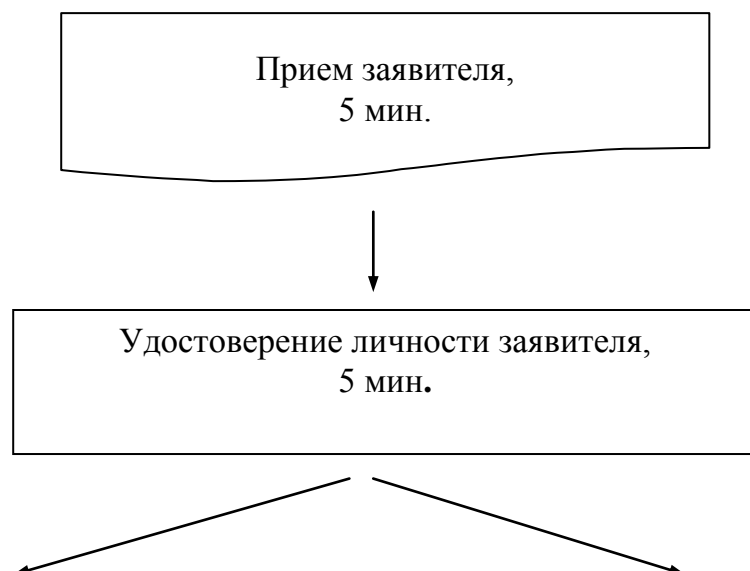 Прием заявителя,
5 мин.
Удостоверение личности заявителя,
5 мин.